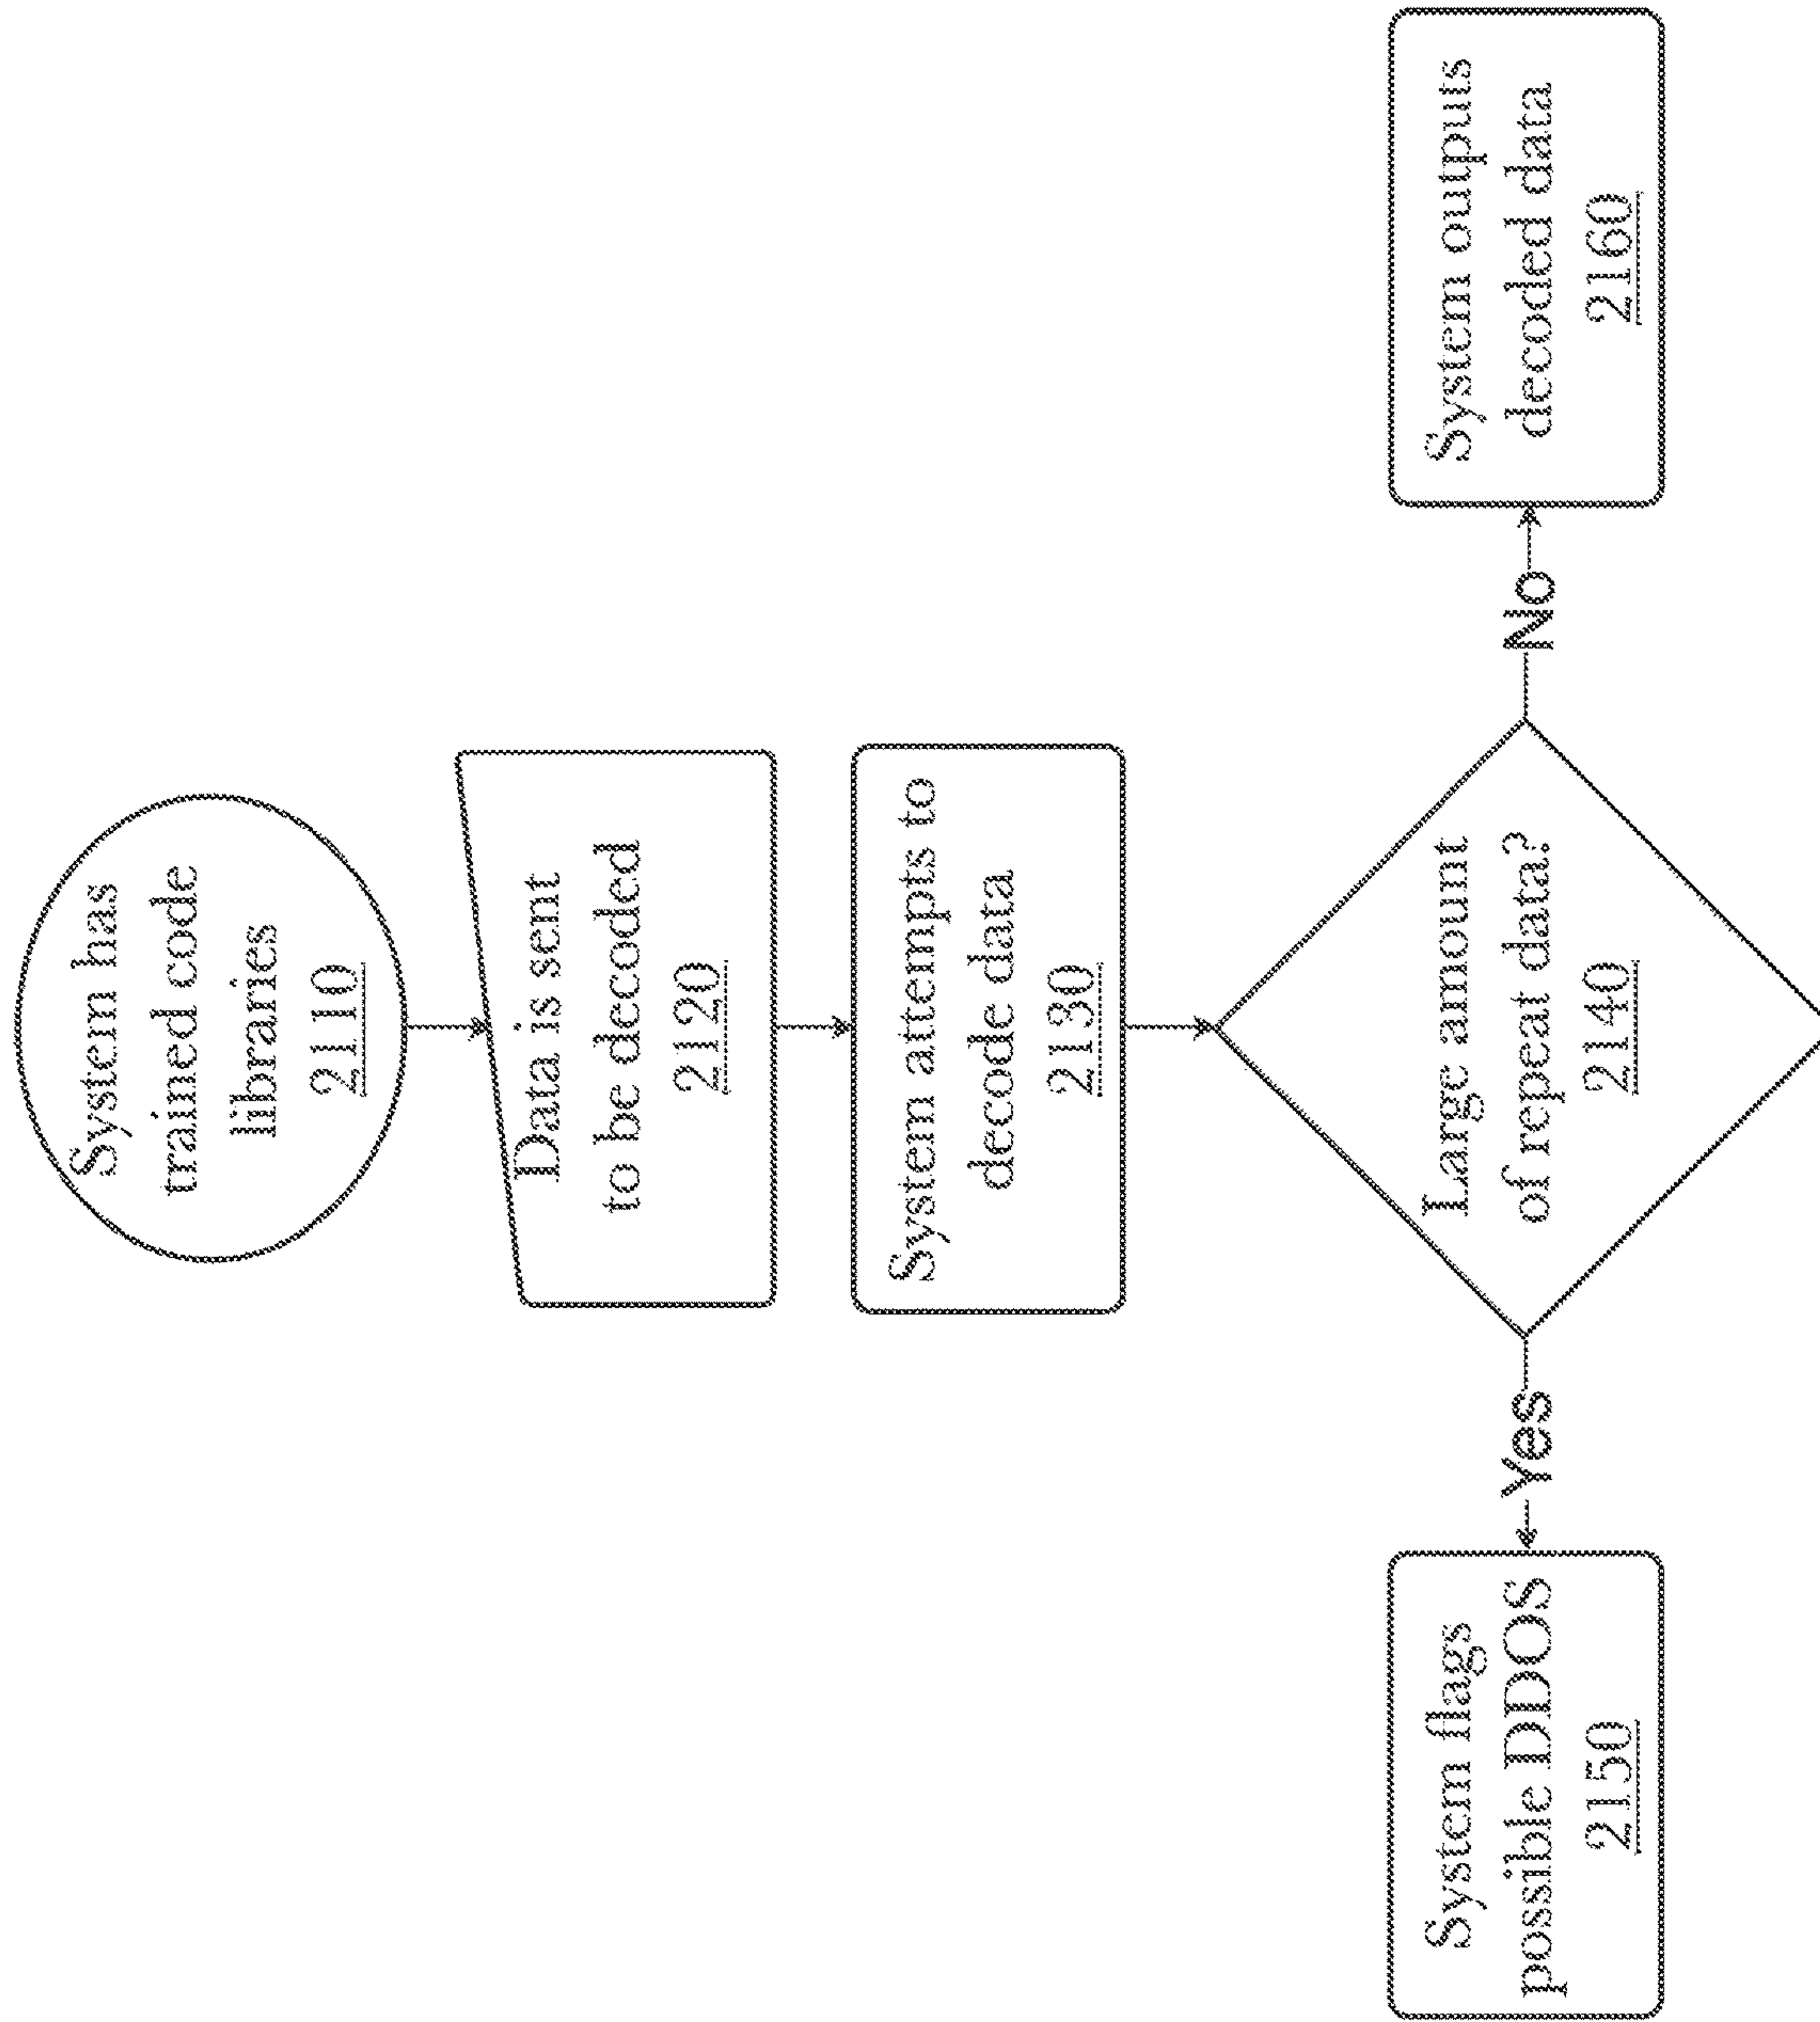 System has
trained code
libraries
2110
Data is sent
to be decoded
2120
System attempts to
decode data
2130
Large amount
of repeat data?
2140
Yes
No
System flags
possible DDOS
2150
System outputs
decoded data
2160